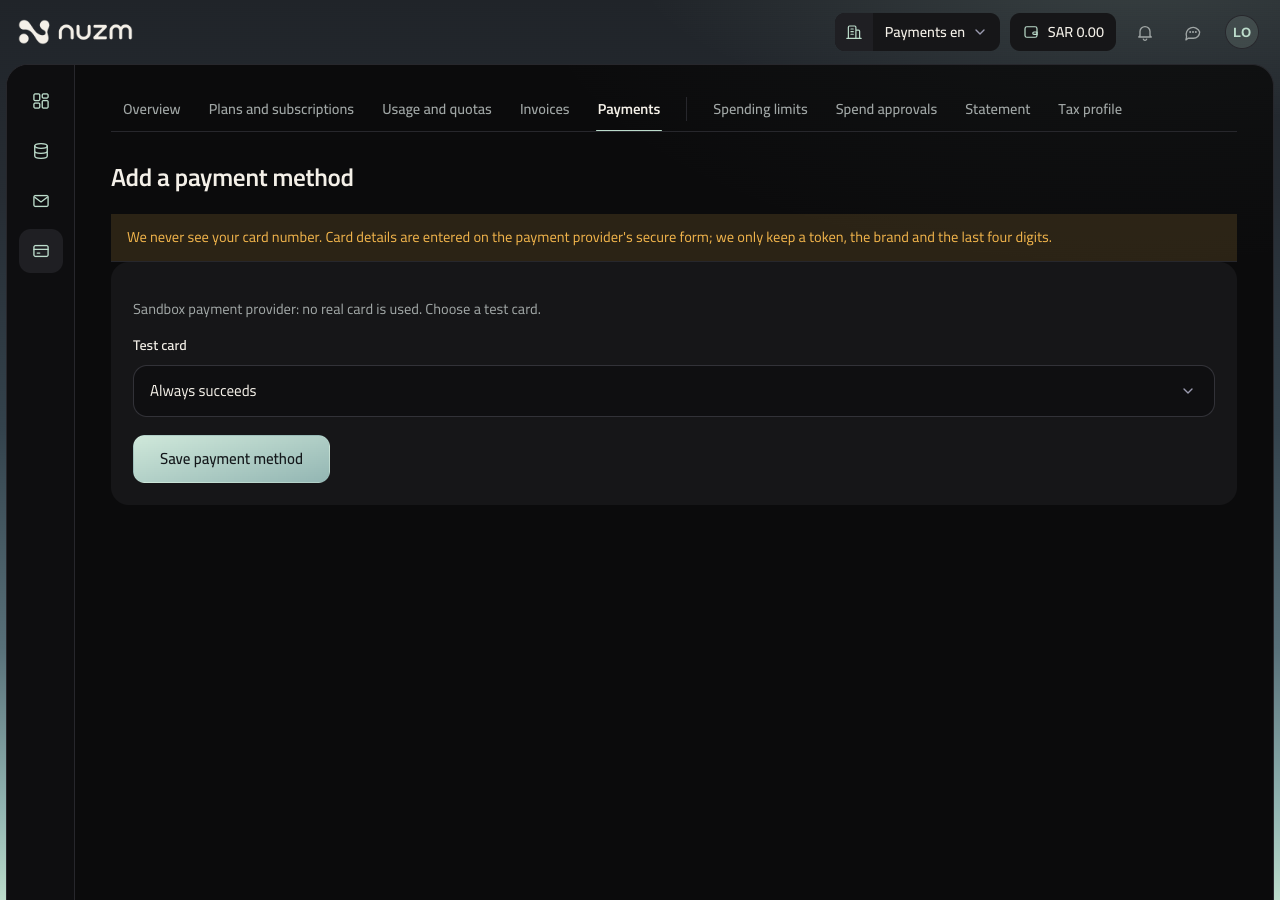 nuzm
Payments en
SAR 0.00
LO
Overview
Plans and subscriptions
Usage and quotas
Invoices
Payments
Spending limits
Spend approvals
Statement
Tax profile
Add a payment method
We never see your card number. Card details are entered on the payment provider's secure form; we only keep a token, the brand and the last four digits.
Sandbox payment provider: no real card is used. Choose a test card.
Test card
Always succeeds
Save payment method